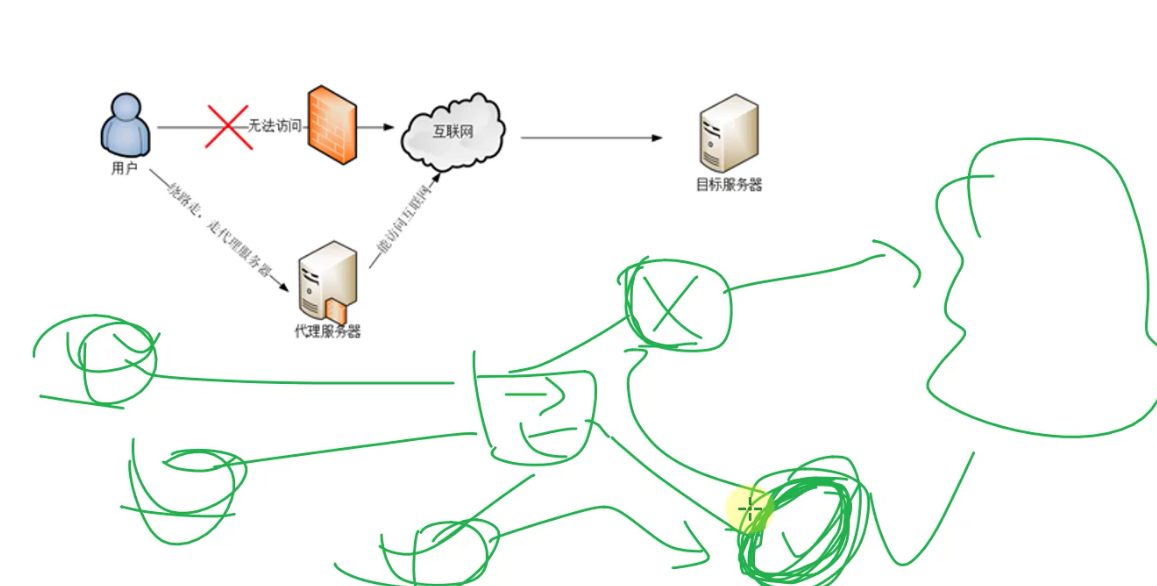 无法访问
互联网
用户
目标服务器
绕路走，走代理服务器
能访问互联网
代理服务器